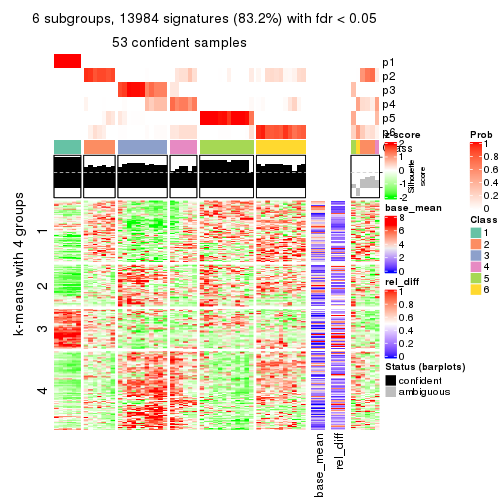 6 subgroups, 13984 signatures (83.2%) with fdr < 0.05
53 confident samples
p1
p2
p3
p4
p5
p6
Class
Silhouette
score
k-means with 4 groups
1
2
3
4
base_mean
rel_diff
z-score
2
1
0
-1
-2
base_mean
8
6
4
2
0
rel_diff
1
0.8
0.6
0.4
0.2
0
Status (barplots)
confident
ambiguous
Prob
1
0.8
0.6
0.4
0.2
0
Class
1
2
3
4
5
6